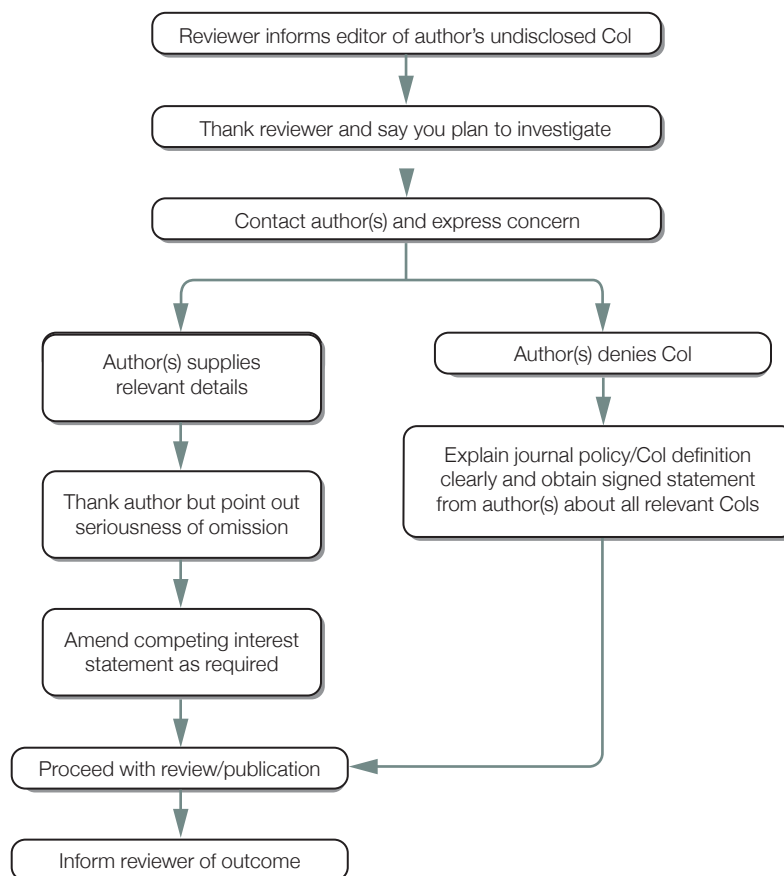 Reviewer informs editor of author's undisclosed CoI
Thank reviewer and say you plan to investigate
Contact author(s) and express concern
Author(s) supplies
relevant details
Thank author but point out
seriousness of omission
Amend competing interest
statement as required
Author(s) denies CoI
Explain journal policy/CoI definition
clearly and obtain signed statement
from author(s) about all relevant CoIs
Proceed with review/publication
Inform reviewer of outcome